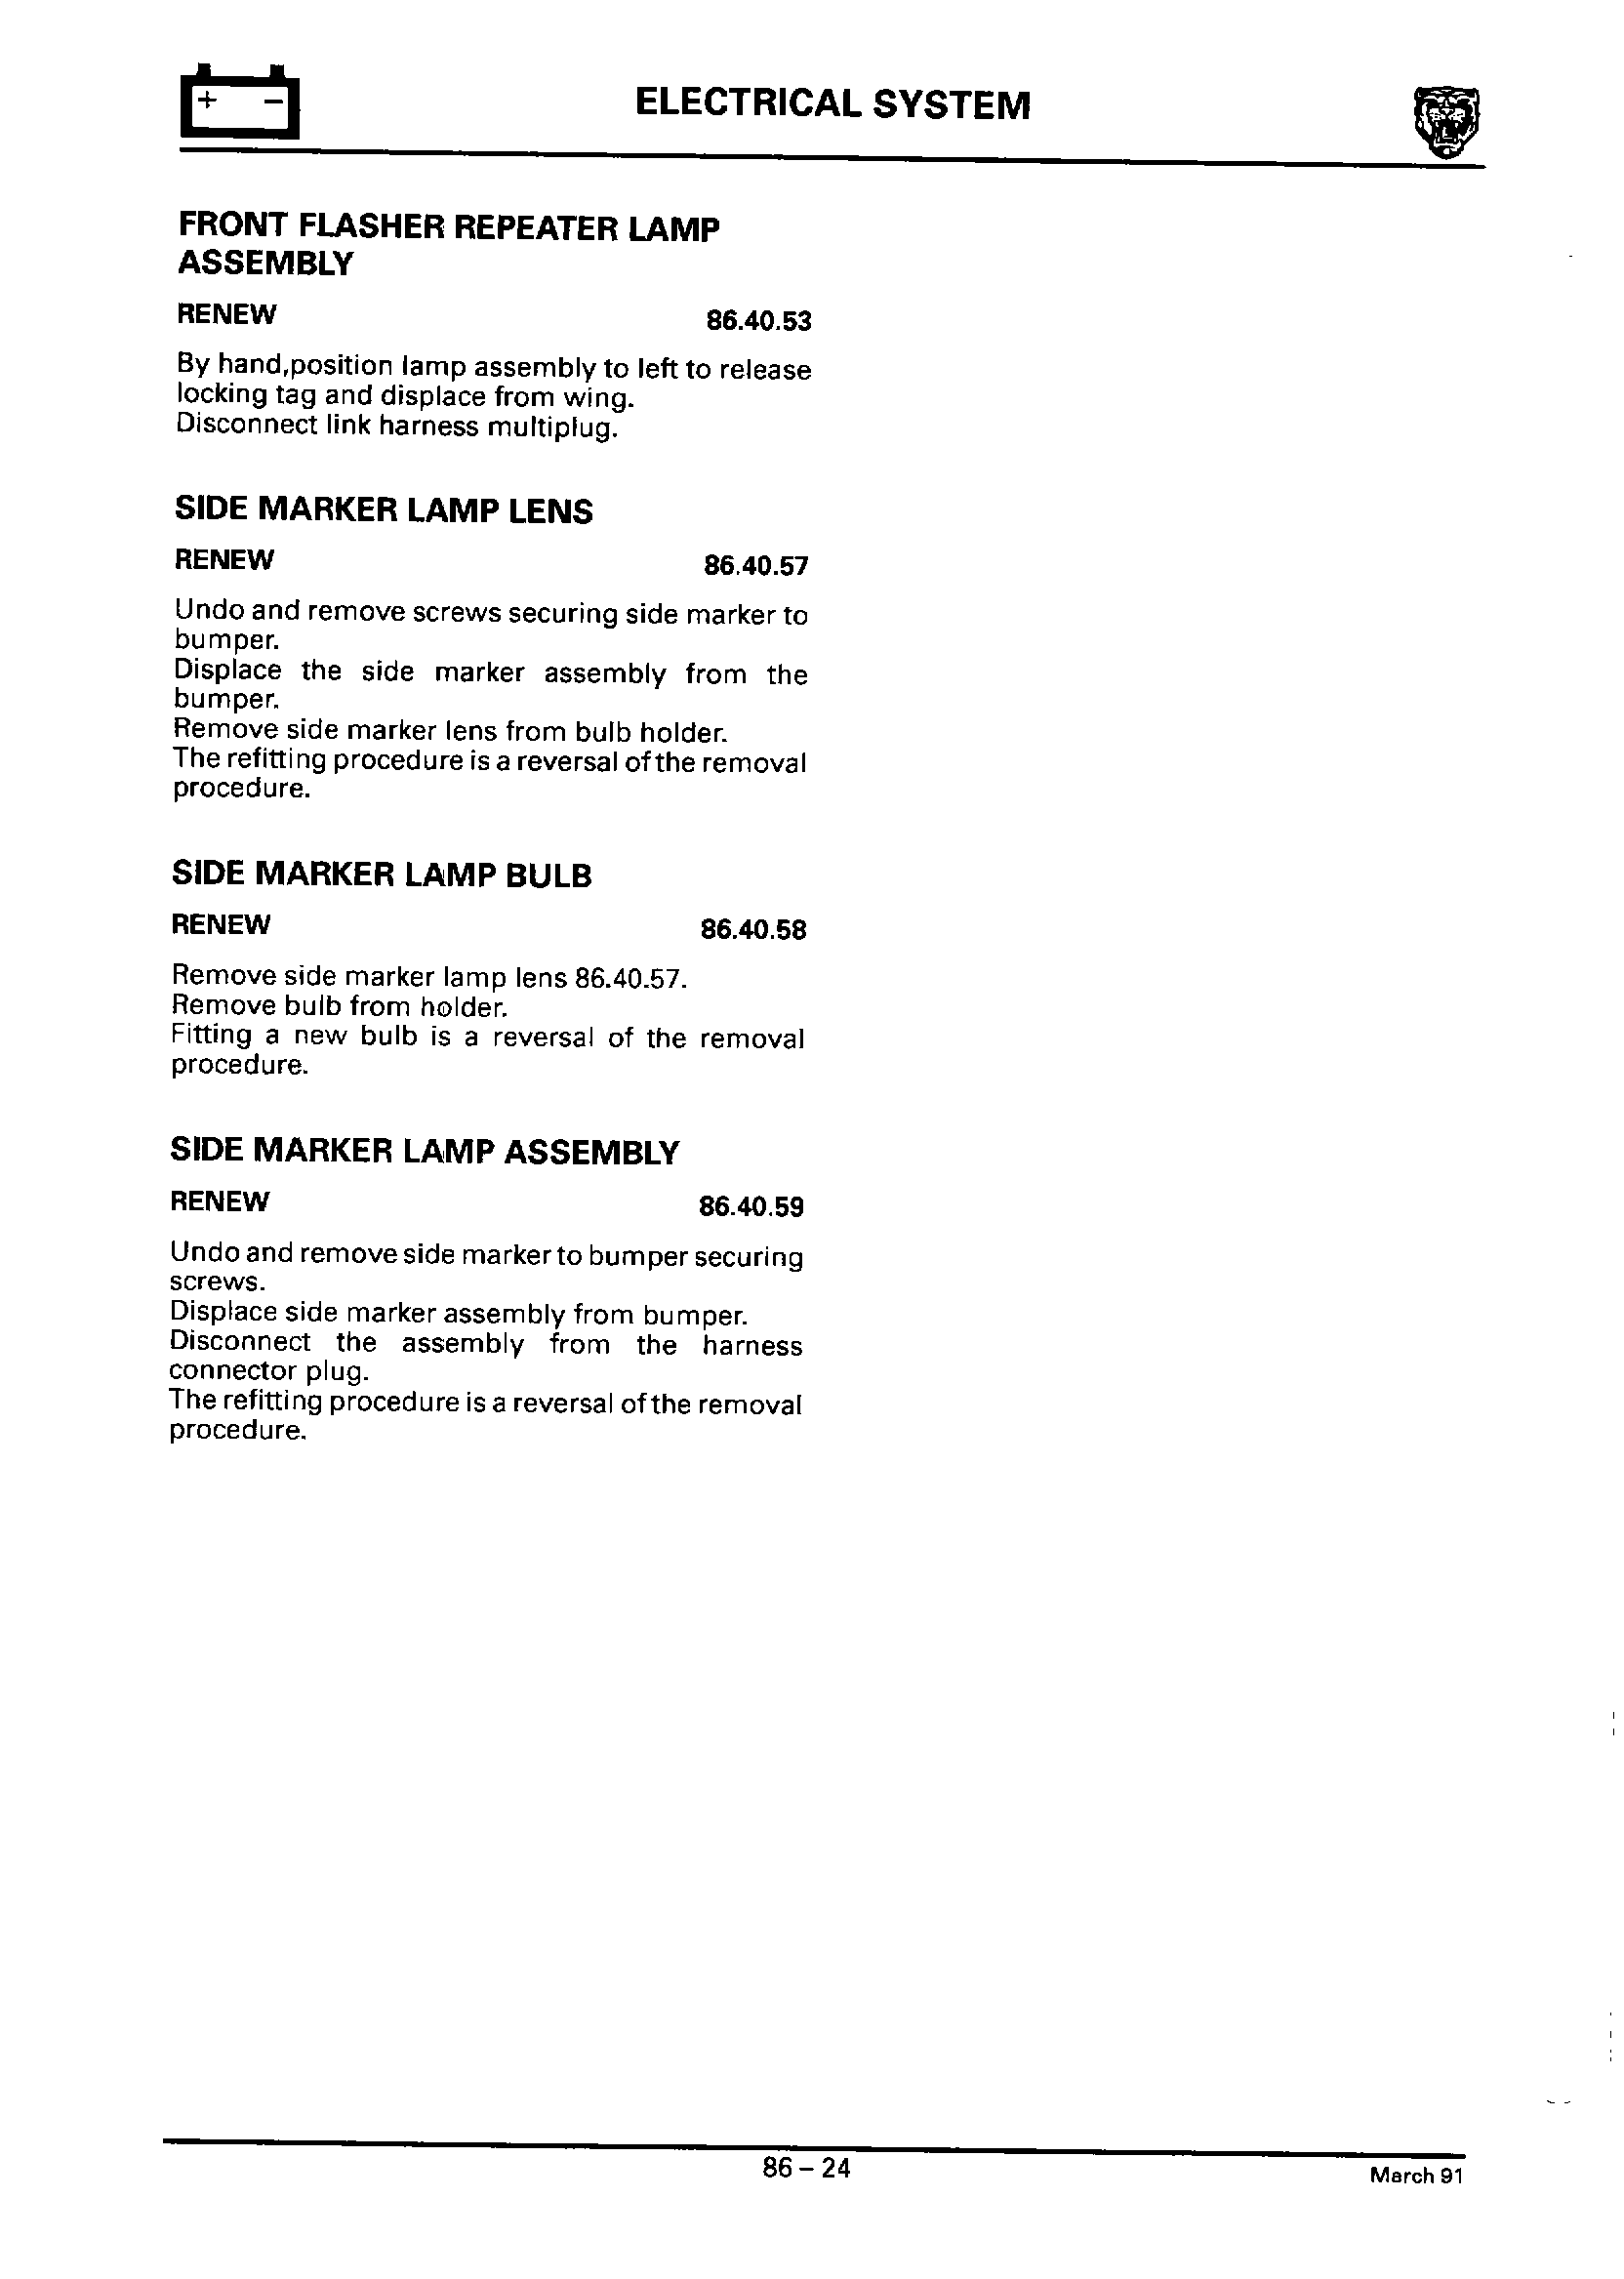 + −
ELECTRICAL SYSTEM
FRONT FLASHER REPEATER LAMP
ASSEMBLY
RENEW 86.40.53
By hand,position lamp assembly to left to release
locking tag and displace from wing.
Disconnect link harness multiplug.
SIDE MARKER LAMP LENS
RENEW 86.40.57
Undo and remove screws securing side marker to
bumper.
Displace the side marker assembly from the
bumper.
Remove side marker lens from bulb holder.
The refitting procedure is a reversal of the removal
procedure.
SIDE MARKER LAMP BULB
RENEW 86.40.58
Remove side marker lamp lens 86.40.57.
Remove bulb from holder.
Fitting a new bulb is a reversal of the removal
procedure.
SIDE MARKER LAMP ASSEMBLY
RENEW 86.40.59
Undo and remove side marker to bumper securing
screws.
Displace side marker assembly from bumper.
Disconnect the assembly from the harness
connector plug.
The refitting procedure is a reversal of the removal
procedure.
86 – 24
March 91